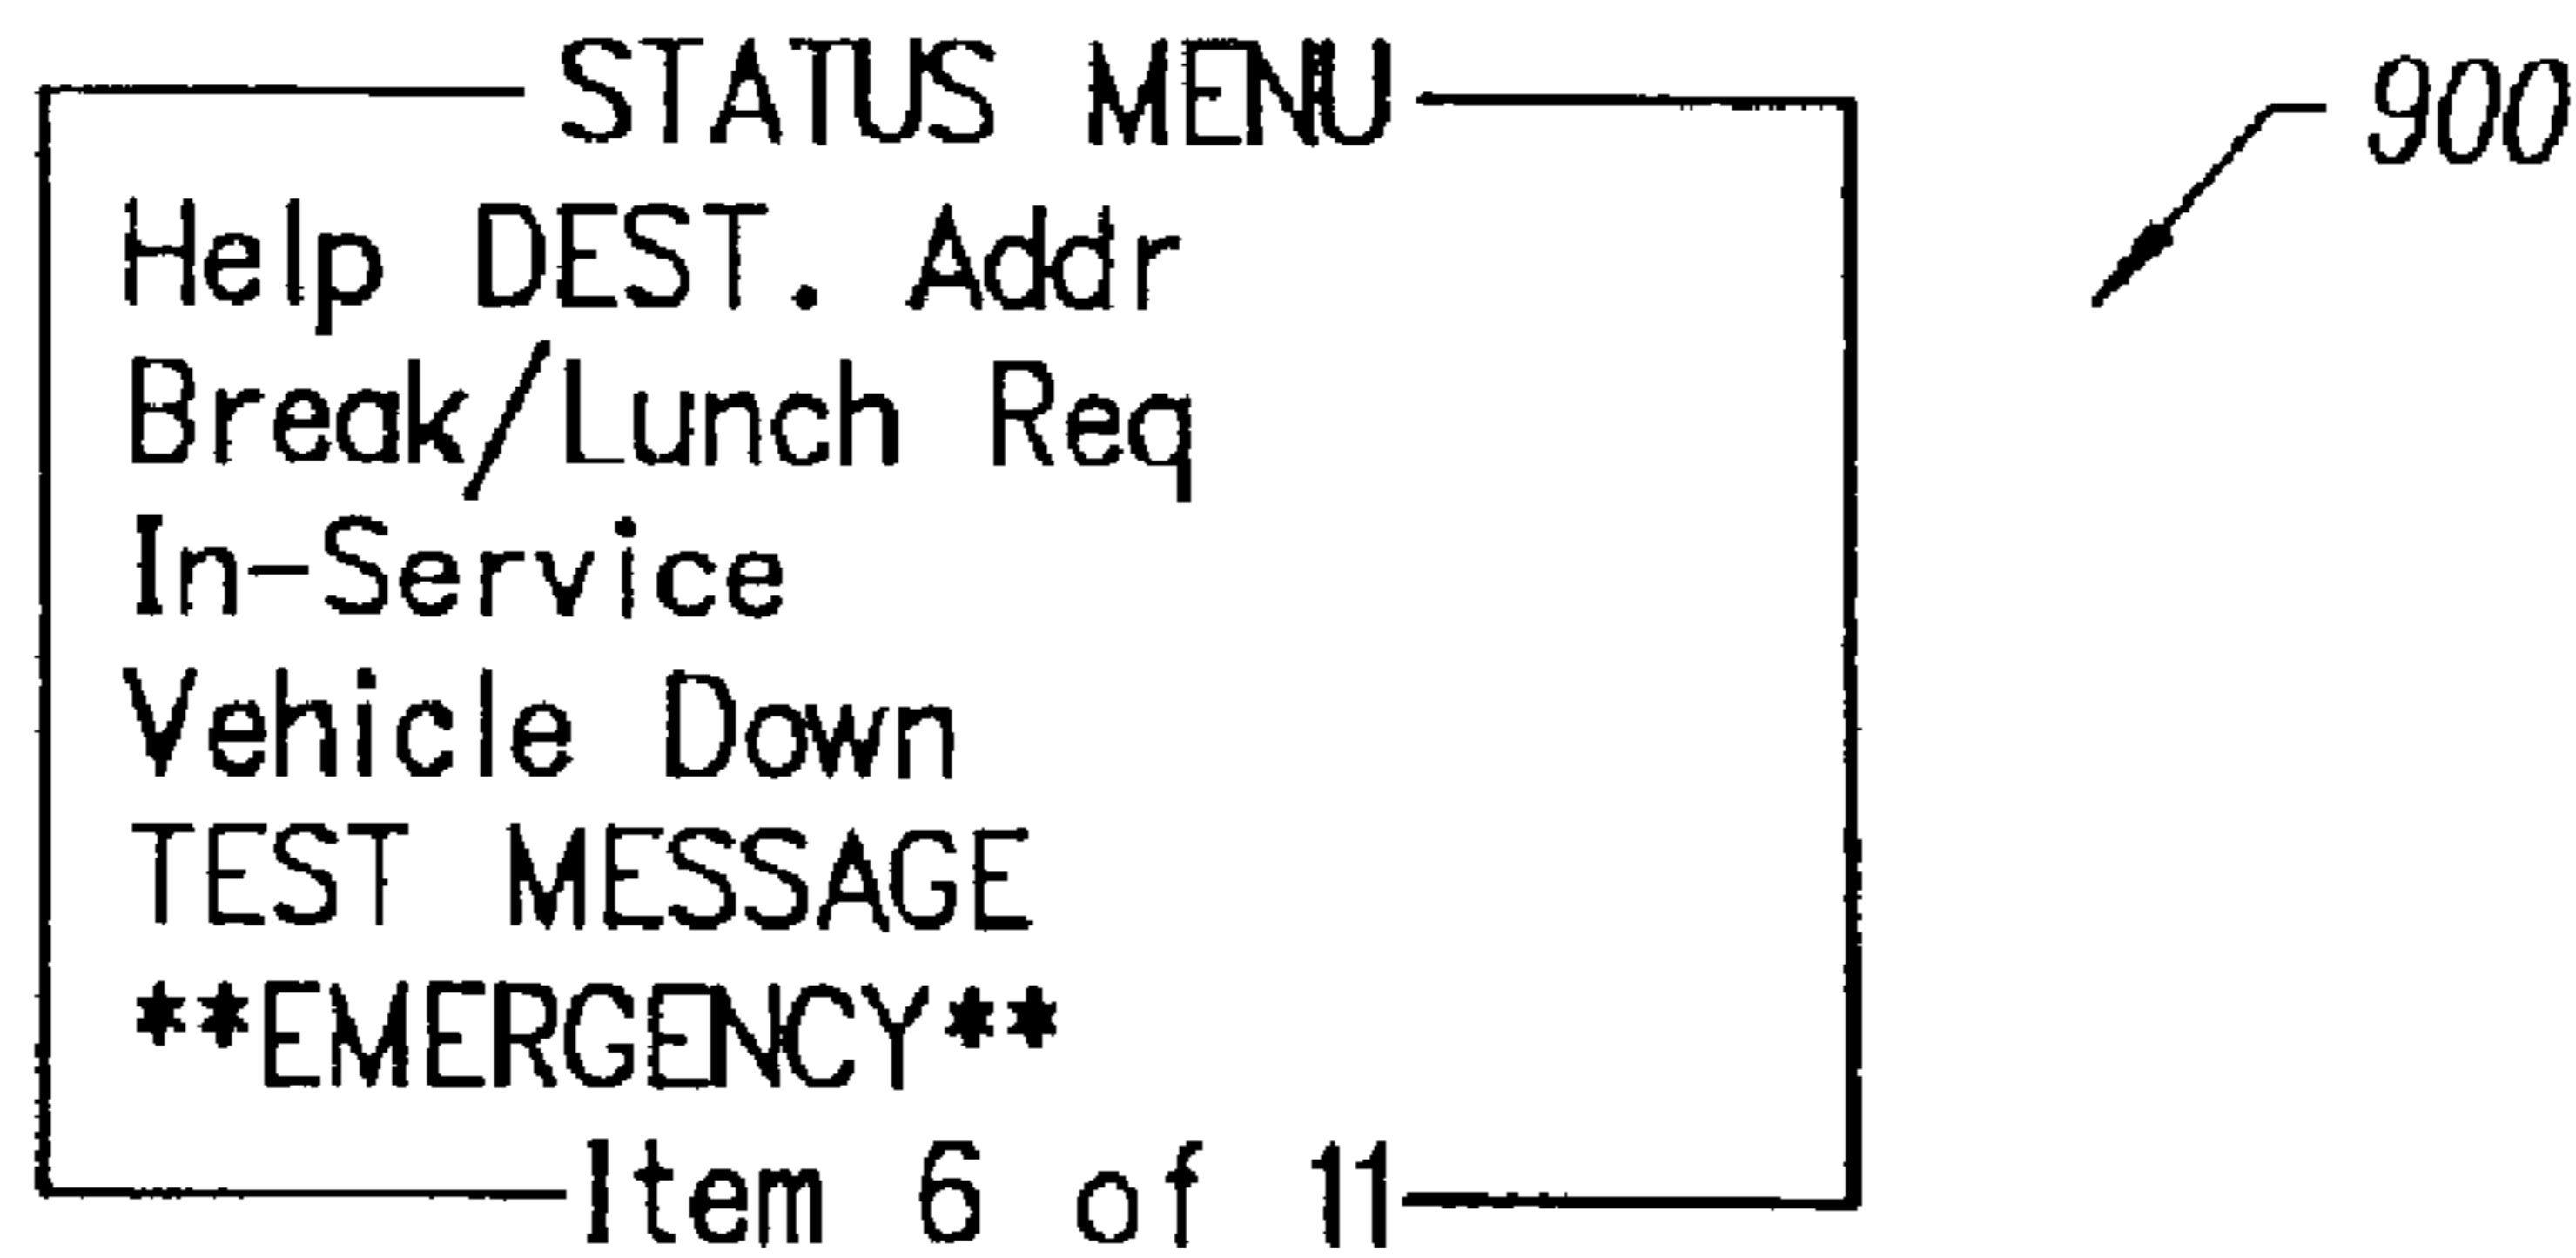 STATUS MENU
900
Help DEST. Addr
Break/Lunch Req
In-Service
Vehicle Down
TEST MESSAGE
**EMERGENCY**
Item 6 of 11